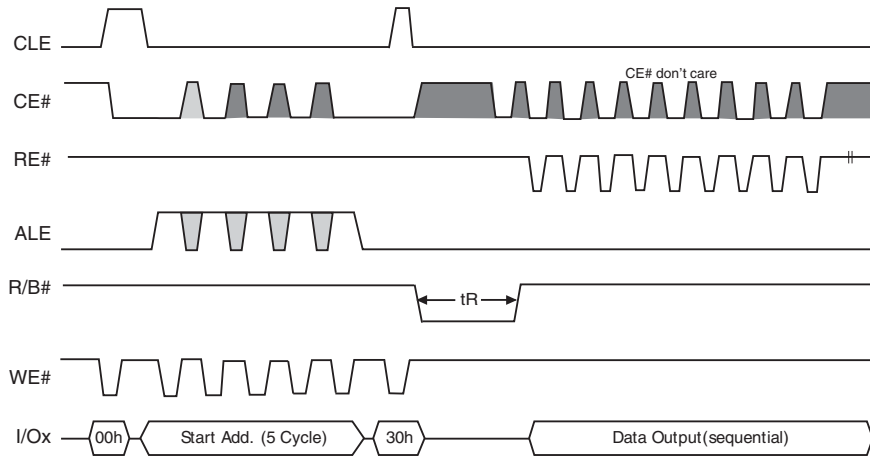 CLE
CE# don't care
CE#
RE#
ALE
R/B#
tR
WE#
I/Ox
00h
Start Add. (5 Cycle)
30h
Data Output(sequential)